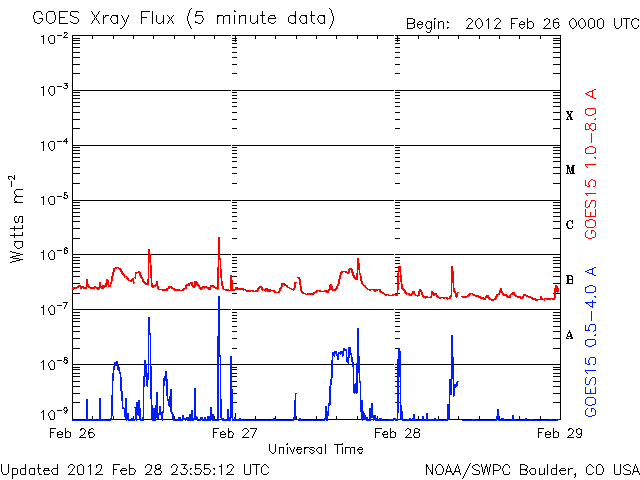 GOES Xray Flux (5 minute data)
Begin: 2012 Feb 26 0000 UTC
10-2
10-3
10-4
10-5
10-6
10-7
10-8
10-9
Watts m-2
X
M
C
B
A
GOES15 1.0-8.0 A
GOES15 0.5-4.0 A
Feb 26
Feb 27
Feb 28
Feb 29
Universal Time
Updated 2012 Feb 28 23:55:12 UTC
NOAA/SWPC Boulder, CO USA